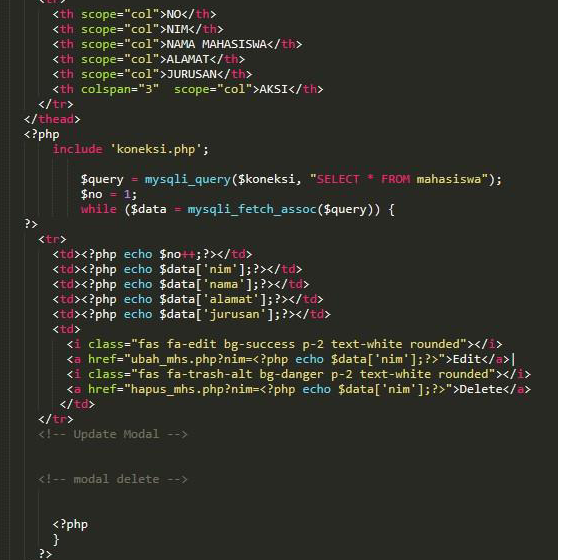 <tr>
<th scope="col">NO</th>
<th scope="col">NIM</th>
<th scope="col">NAMA MAHASISWA</th>
<th scope="col">ALAMAT</th>
<th scope="col">JURUSAN</th>
<th colspan="3"  scope="col">AKSI</th>
</tr>
</thead>
<?php
include 'koneksi.php';
$query = mysqli_query($koneksi, "SELECT * FROM mahasiswa");
$no = 1;
while ($data = mysqli_fetch_assoc($query)) {
?>
<tr>
<td><?php echo $no++;?></td>
<td><?php echo $data['nim'];?></td>
<td><?php echo $data['nama'];?></td>
<td><?php echo $data['alamat'];?></td>
<td><?php echo $data['jurusan'];?></td>
<td>
<i class="fas fa-edit bg-success p-2 text-white rounded"></i>
<a href="ubah_mhs.php?nim=<?php echo $data['nim'];?>">Edit</a>
<i class="fas fa-trash-alt bg-danger p-2 text-white rounded"></i>
<a href="hapus_mhs.php?nim=<?php echo $data['nim'];?>">Delete</a>
</td>
</tr>
<!-- Update Modal -->
<!-- modal delete -->
<?php
}
?>